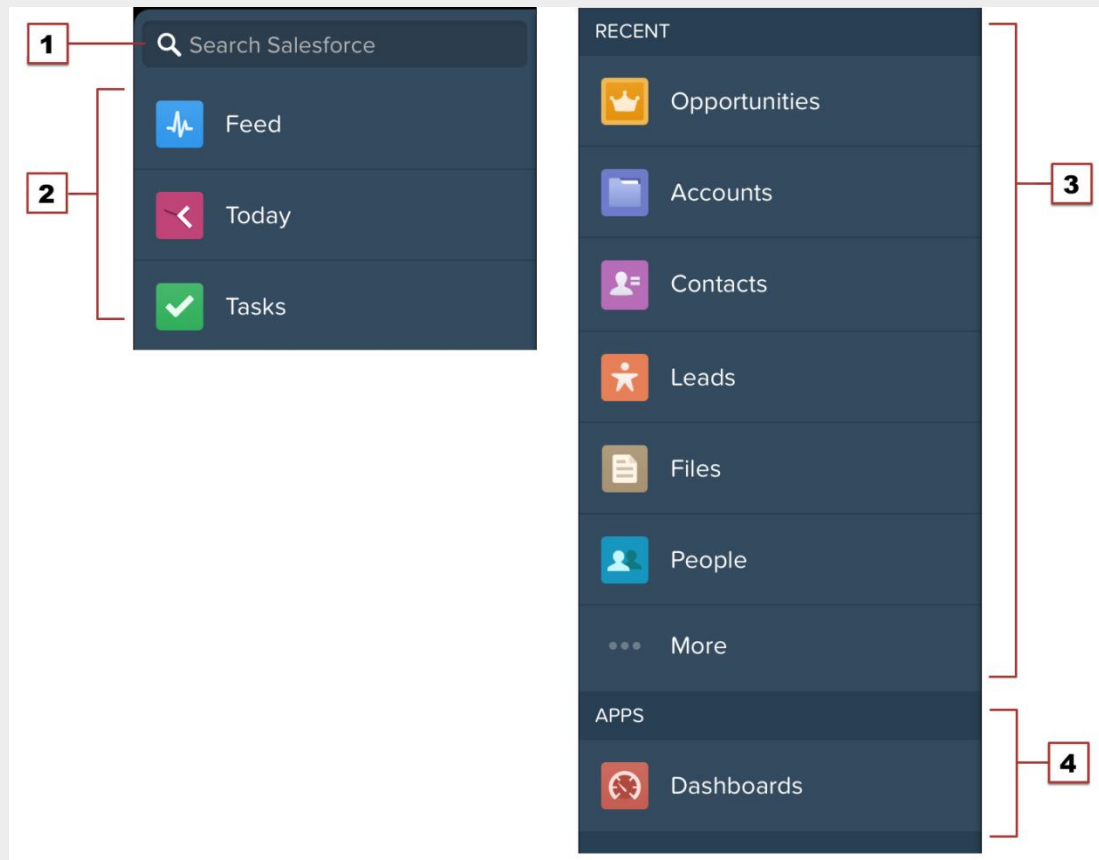 1
Search Salesforce
2
Feed
Today
Tasks
RECENT
Opportunities
Accounts
Contacts
Leads
Files
People
More
3
APPS
Dashboards
4